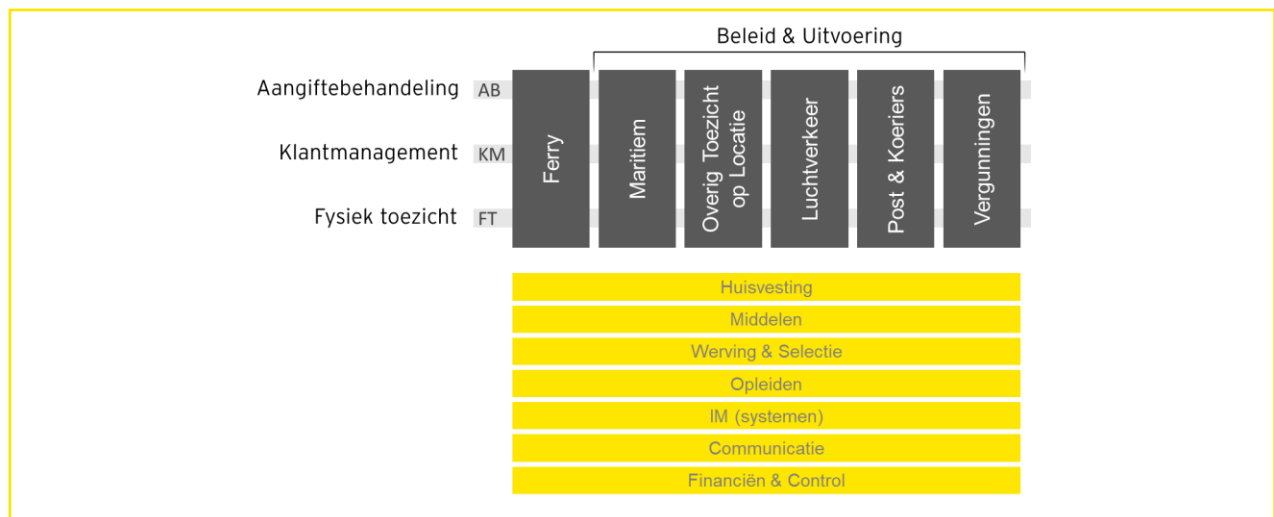 Beleid & Uitvoering
Aangiftebehandeling AB
Klantmanagement KM
Fysiek toezicht FT
Ferry
Maritiem
Overig Toezicht
op Locatie
Luchtverkeer
Post & Koeriers
Vergunningen
Huisvesting
Middelen
Werving & Selectie
Opleiden
IM (systemen)
Communicatie
Financiën & Control